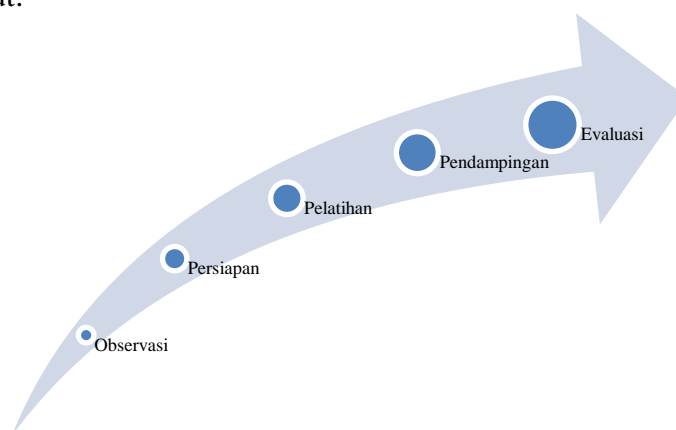 Evaluasi
Pendampingan
Pelatihan
Persiapan
Observasi